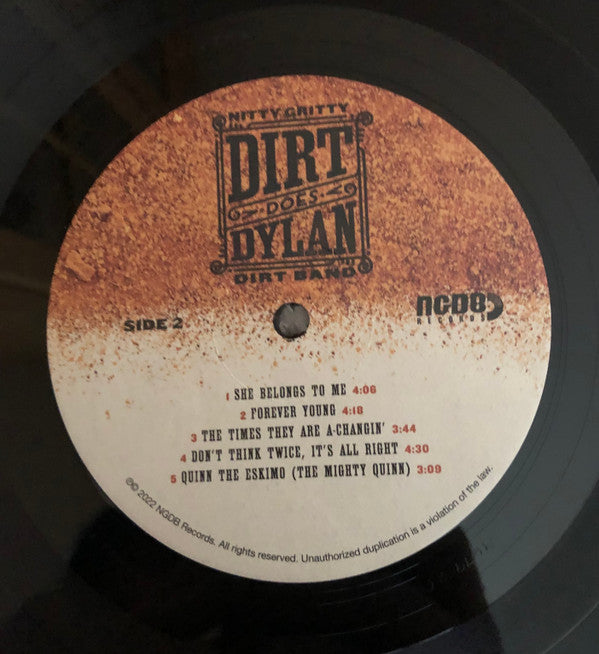 NITTY GRITTY
DIRT
DOES
DYLAN
DIRT BAND
SIDE 2
NGDB
RECORDS
1 SHE BELONGS TO ME 4:06
2 FOREVER YOUNG 4:18
3 THE TIMES THEY ARE A-CHANGIN' 3:44
4 DON'T THINK TWICE, IT'S ALL RIGHT 4:30
5 QUINN THE ESKIMO (THE MIGHTY QUINN) 3:09
℗© 2022 NGDB Records. All rights reserved. Unauthorized duplication is a violation of the law.